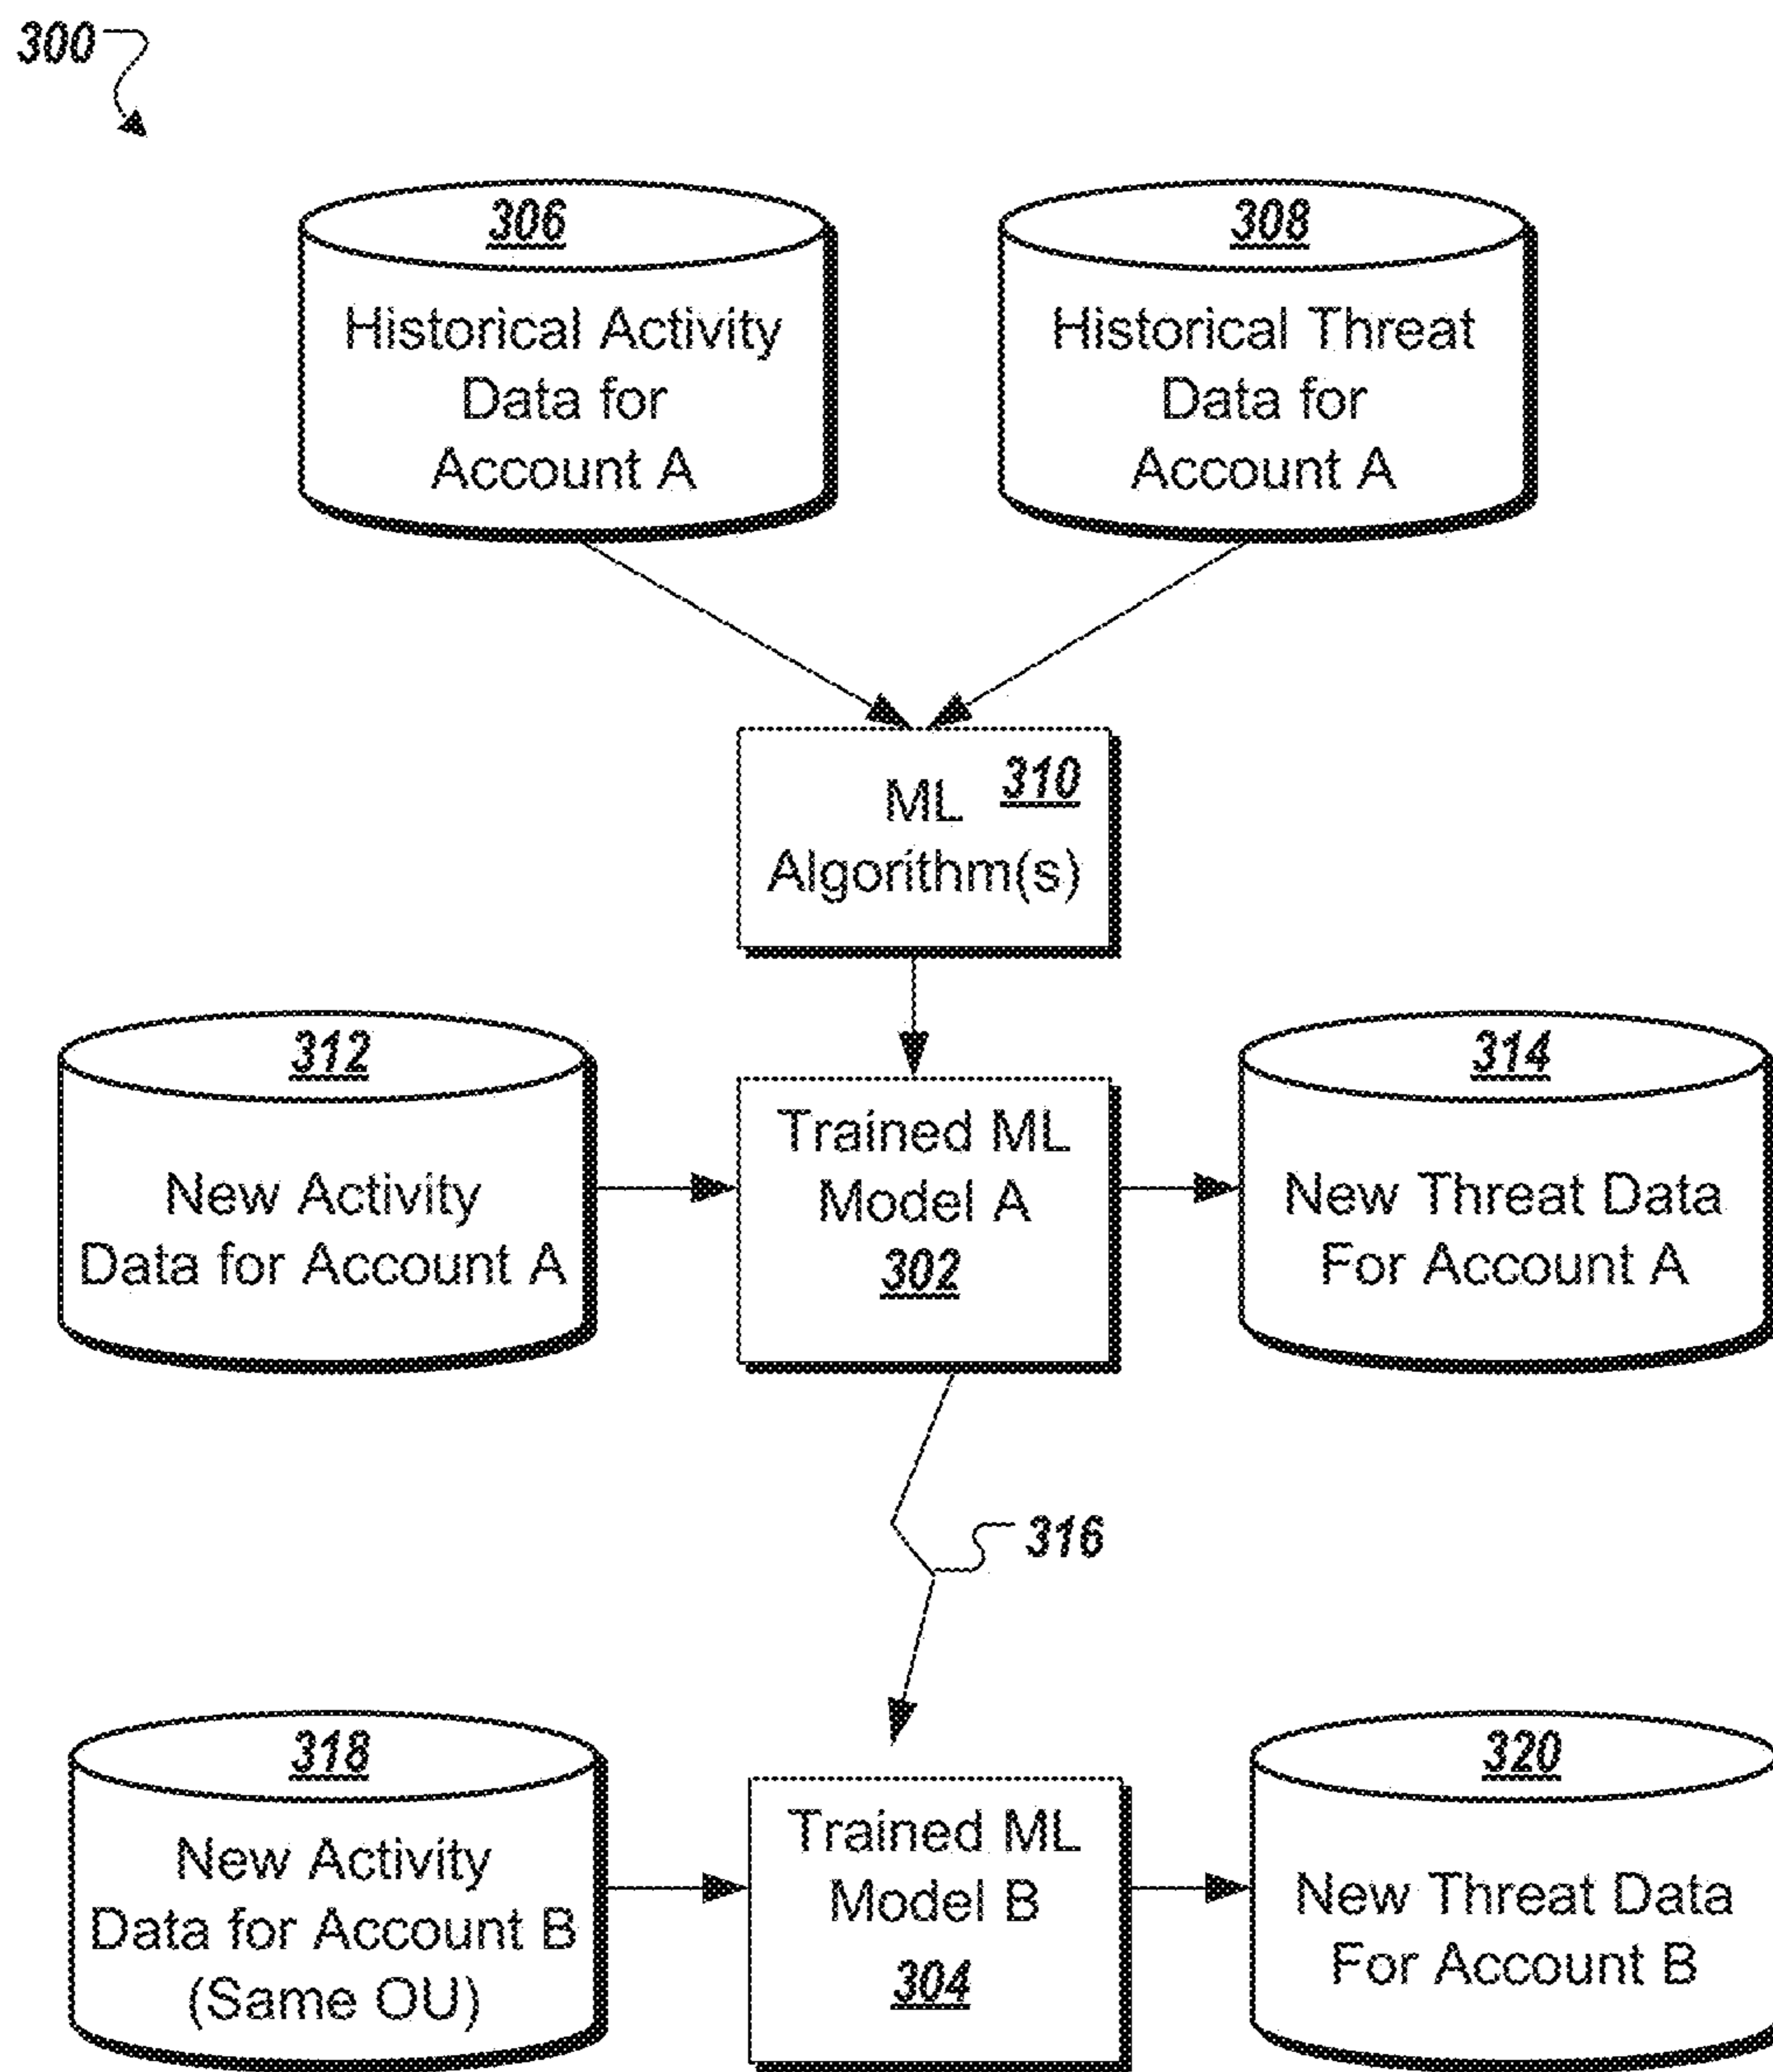 300
306
Historical Activity
Data for
Account A
308
Historical Threat
Data for
Account A
310
ML
Algorithm(s)
312
New Activity
Data for Account A
Trained ML
Model A
302
314
New Threat Data
For Account A
316
318
New Activity
Data for Account B
(Same OU)
Trained ML
Model B
304
320
New Threat Data
For Account B